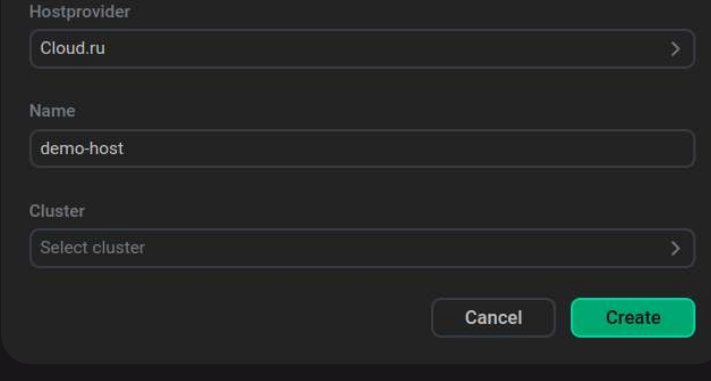 Hostprovider
Cloud.ru
Name
demo-host
Cluster
Select cluster
Cancel Create